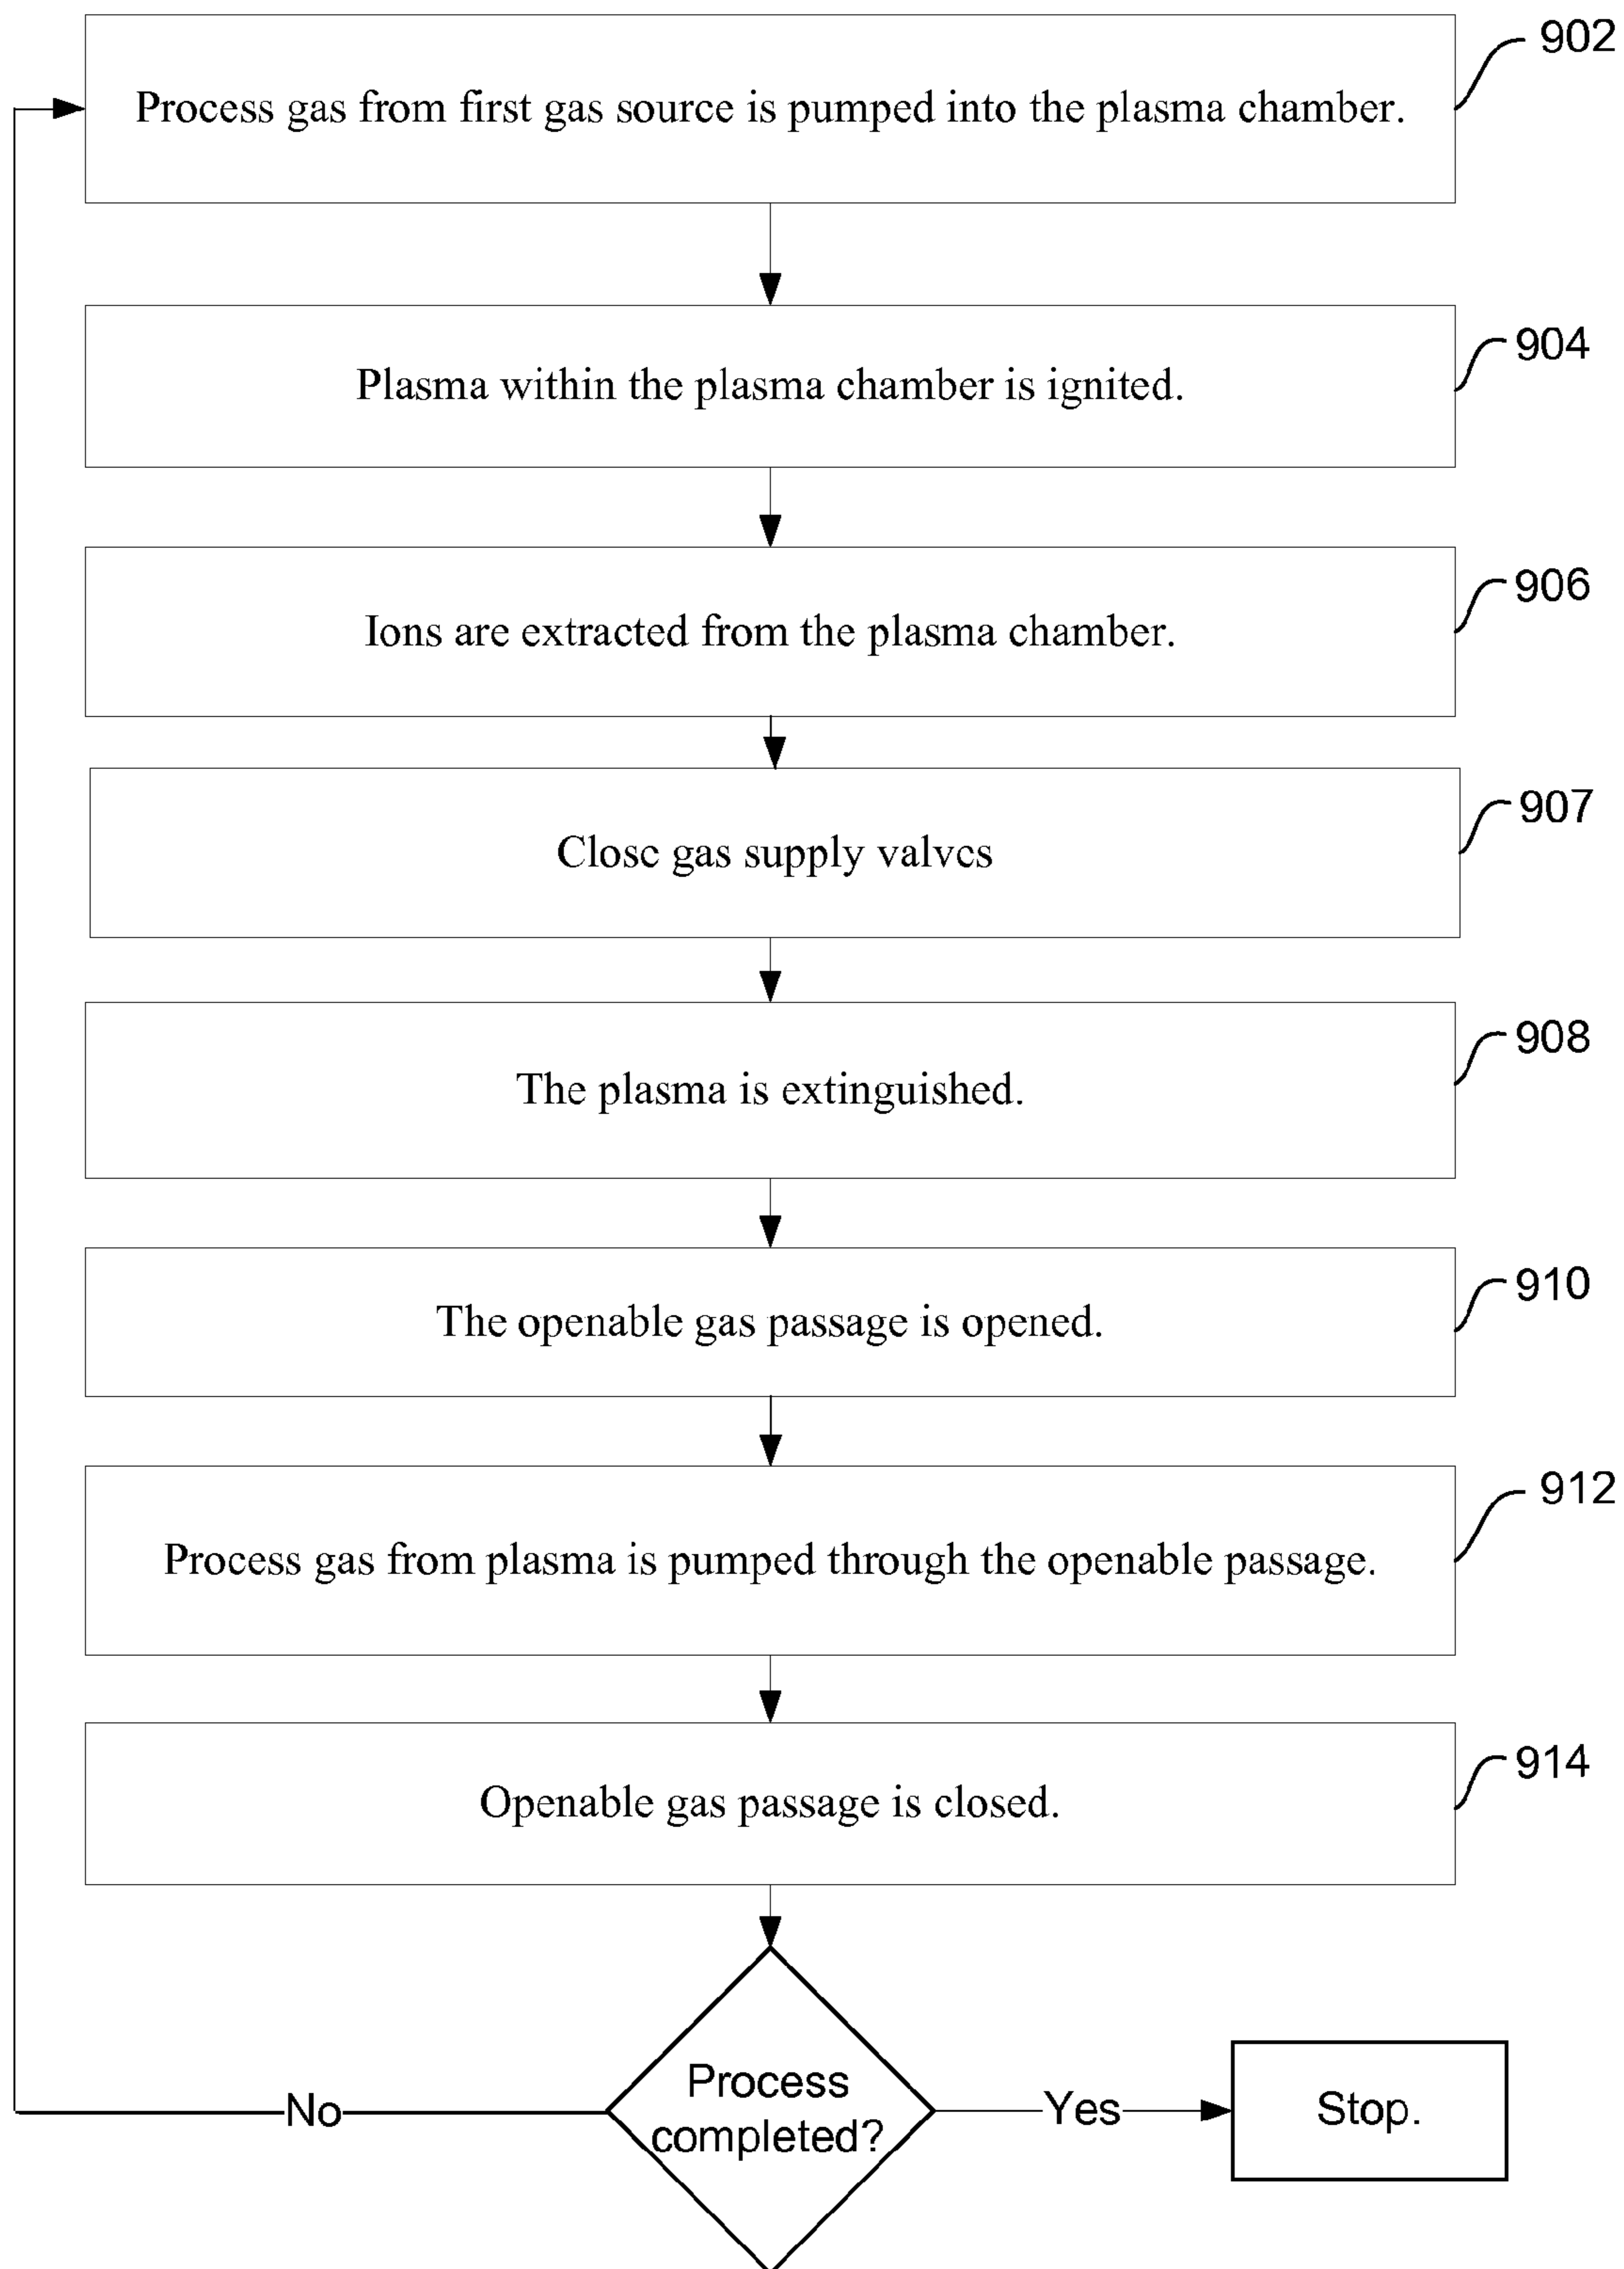 902
Process gas from first gas source is pumped into the plasma chamber.
904
Plasma within the plasma chamber is ignited.
906
Ions are extracted from the plasma chamber.
907
Close gas supply valves
908
The plasma is extinguished.
910
The openable gas passage is opened.
912
Process gas from plasma is pumped through the openable passage.
914
Openable gas passage is closed.
Process
completed?
No
Yes
Stop.